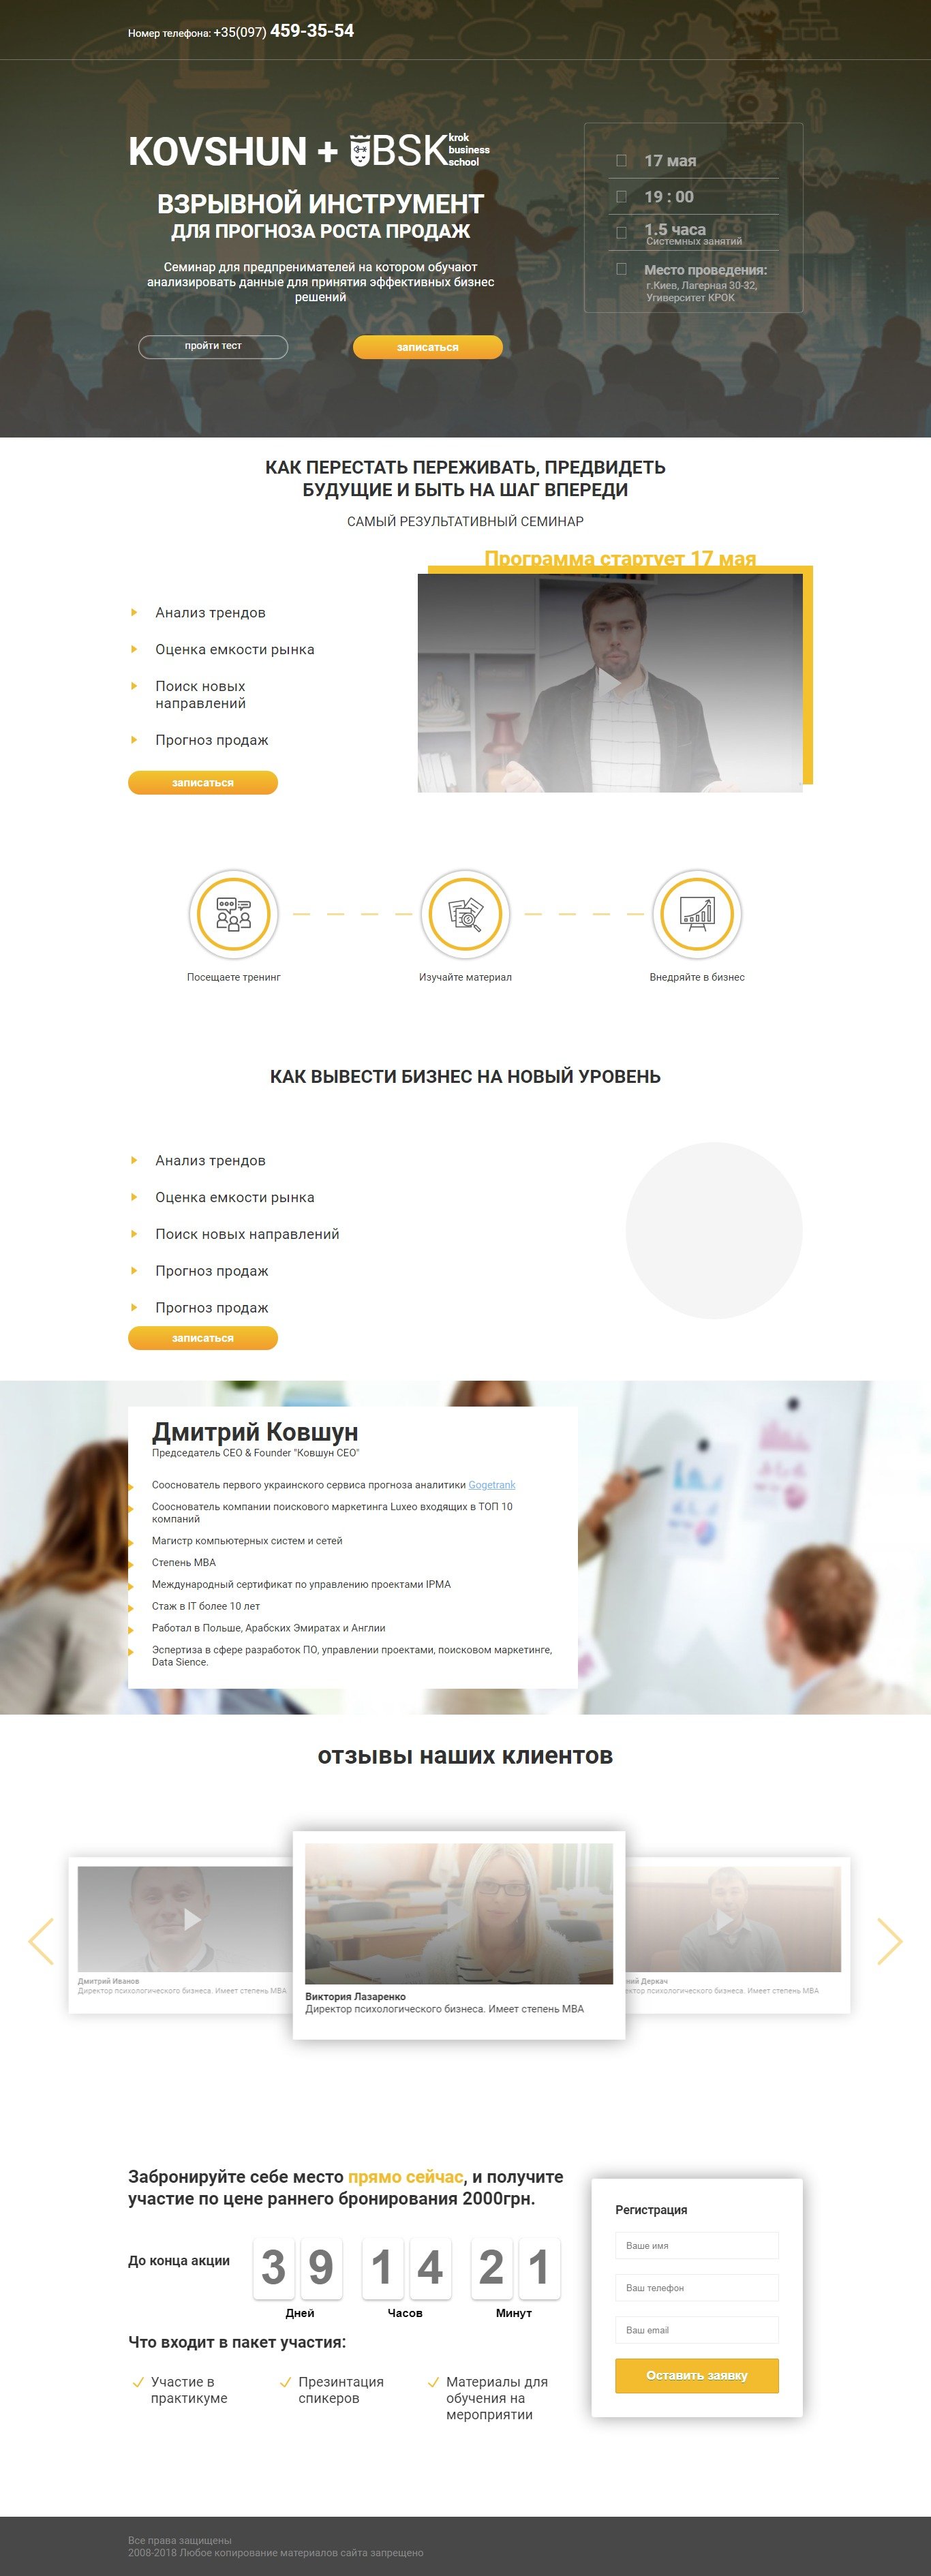 Номер телефона: +35(097) 459-35-54
KOVSHUN + BSK krok business school
ВЗРЫВНОЙ ИНСТРУМЕНТ
ДЛЯ ПРОГНОЗА РОСТА ПРОДАЖ
Семинар для предпренимателей на котором обучают
анализировать данные для принятия эффективных бизнес
решений
пройти тест
записаться
17 мая
19 : 00
1.5 часа
Системных занятий
Место проведения:
г.Киев, Лагерная 30-32,
Угиверситет КРОК
КАК ПЕРЕСТАТЬ ПЕРЕЖИВАТЬ, ПРЕДВИДЕТЬ
БУДУЩИЕ И БЫТЬ НА ШАГ ВПЕРЕДИ
САМЫЙ РЕЗУЛЬТАТИВНЫЙ СЕМИНАР
Программа стартует 17 мая
Анализ трендов
Оценка емкости рынка
Поиск новых
направлений
Прогноз продаж
записаться
Посещаете тренинг
Изучайте материал
Внедряйте в бизнес
КАК ВЫВЕСТИ БИЗНЕС НА НОВЫЙ УРОВЕНЬ
Анализ трендов
Оценка емкости рынка
Поиск новых направлений
Прогноз продаж
Прогноз продаж
записаться
Дмитрий Ковшун
Председатель CEO & Founder "Ковшун CEO"
Сооснователь первого украинского сервиса прогноза аналитики Gogetrank
Сооснователь компании поискового маркетинга Luxeo входящих в ТОП 10
компаний
Магистр компьютерных систем и сетей
Степень MBA
Международный сертификат по управлению проектами IPMA
Стаж в IT более 10 лет
Работал в Польше, Арабских Эмиратах и Англии
Эспертиза в сфере разработок ПО, управлении проектами, поисковом маркетинге,
Data Sience.
отзывы наших клиентов
Дмитрий Иванов
Директор психологического бизнеса. Имеет степень MBA
Виктория Лазаренко
Директор психологического бизнеса. Имеет степень MBA
ний Деркач
ктор психологического бизнеса. Имеет степень MBA
Забронируйте себе место прямо сейчас, и получите
участие по цене раннего бронирования 2000грн.
До конца акции
39 14 21
Дней Часов Минут
Что входит в пакет участия:
Участие в
практикуме
Презинтация
спикеров
Материалы для
обучения на
мероприятии
Регистрация
Ваше имя
Ваш телефон
Ваш email
Оставить заявку
Все права защищены
2008-2018 Любое копирование материалов сайта запрещено